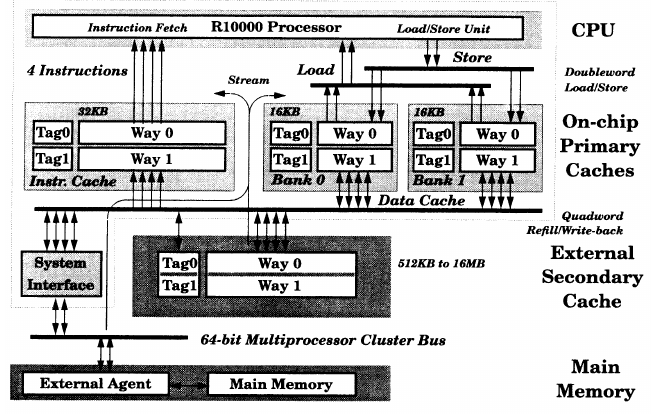 Instruction Fetch
R10000 Processor
Load/Store Unit
CPU
4 Instructions
Stream
Load
Store
Doubleword
Load/Store
32KB
Tag0
Way 0
Tag1
Way 1
Instr. Cache
16KB
Tag0
Way 0
Tag1
Way 1
Bank 0
16KB
Tag0
Way 0
Tag1
Way 1
Bank 1
On-chip
Primary
Caches
Data Cache
Quadword
Refill/Write-back
System
Interface
Tag0
Way 0
Tag1
Way 1
512KB to 16MB
External
Secondary
Cache
64-bit Multiprocessor Cluster Bus
External Agent
Main Memory
Main
Memory